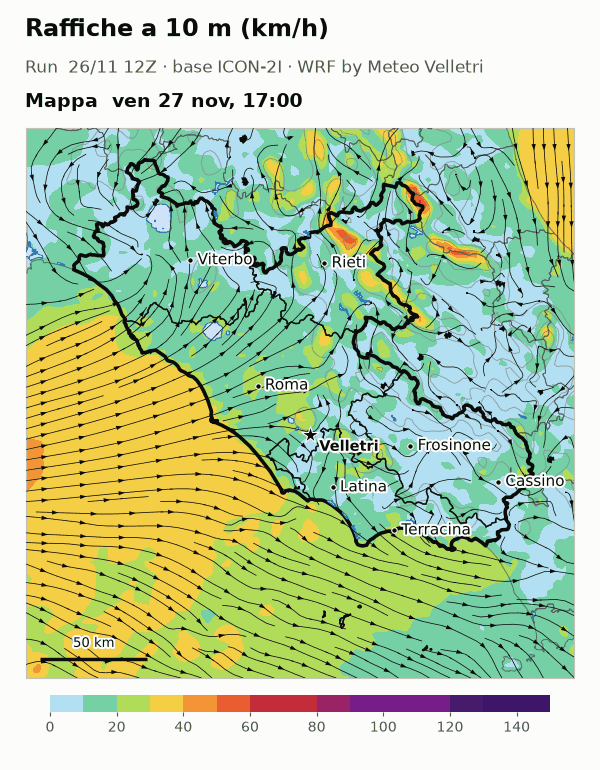 Raffiche a 10 m (km/h)
Run  26/11 12Z · base ICON-2I · WRF by Meteo Velletri
Mappa  ven 27 nov, 17:00
Viterbo
Rieti
Roma
Velletri
Frosinone
Latina
Cassino
Terracina
50 km
0 20 40 60 80 100 120 140